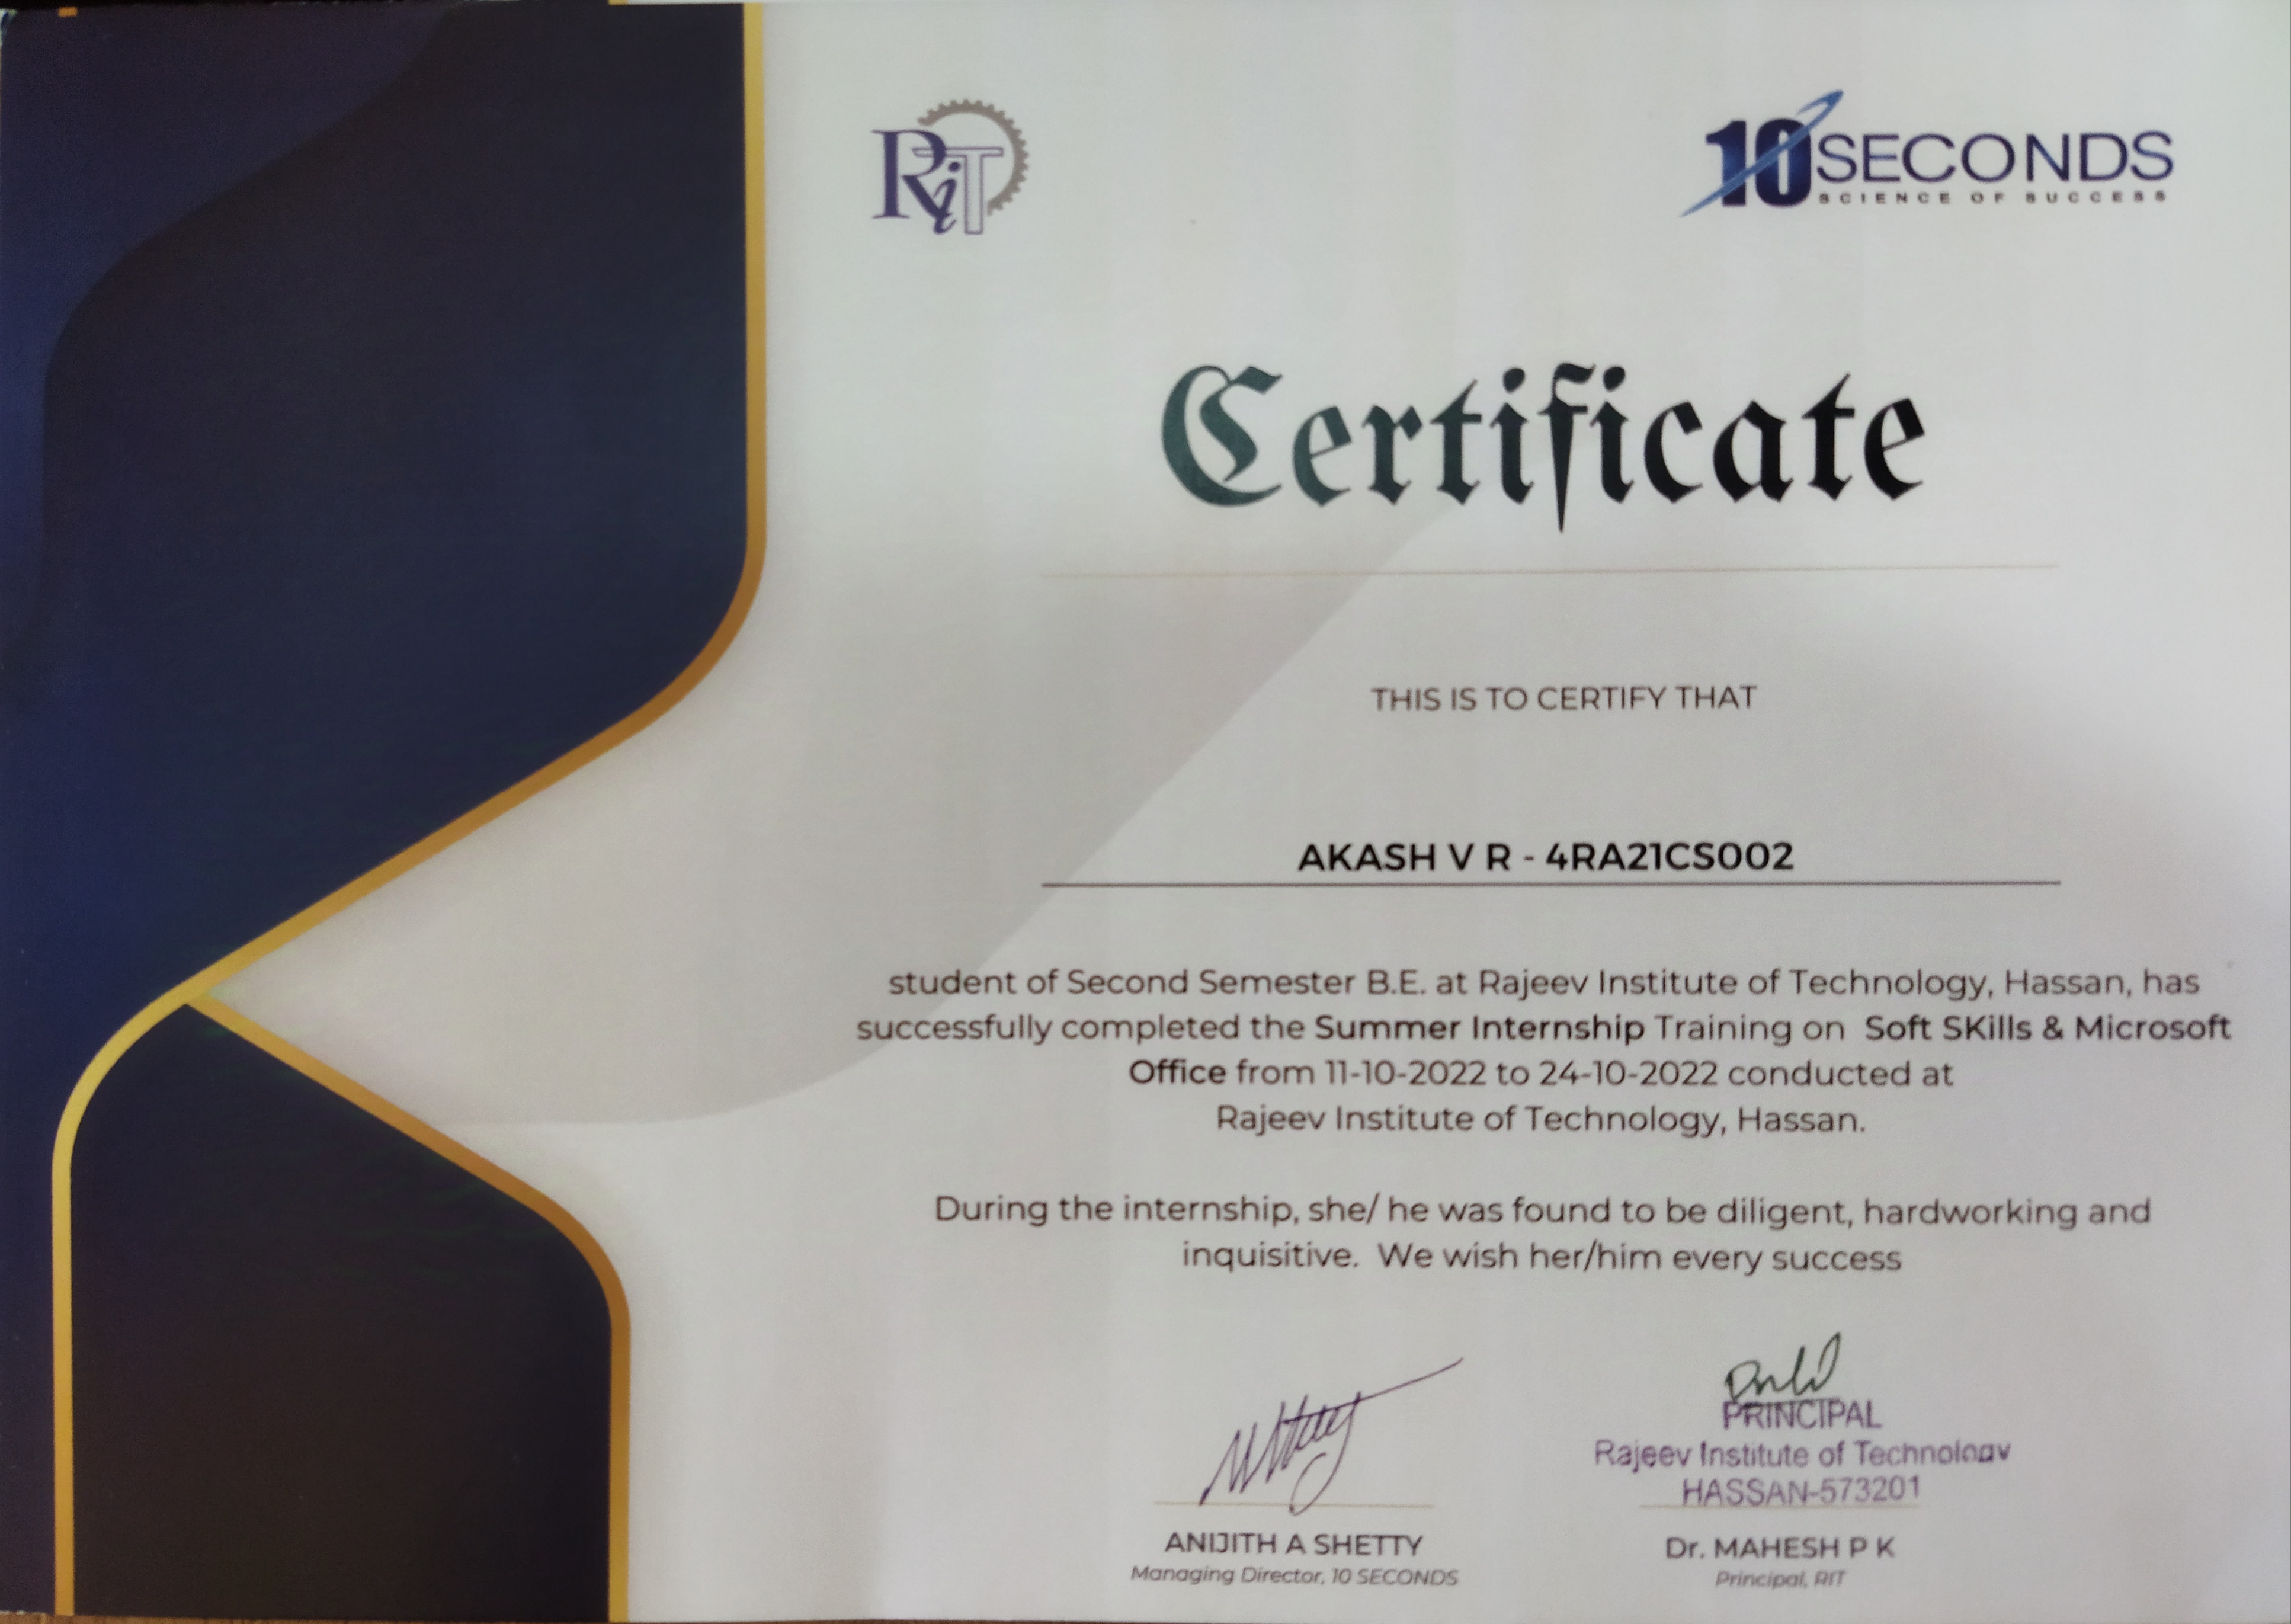 RiT
10 SECONDS
SCIENCE OF SUCCESS
Certificate
THIS IS TO CERTIFY THAT
AKASH V R - 4RA21CS002
student of Second Semester B.E. at Rajeev Institute of Technology, Hassan, has
successfully completed the Summer Internship Training on Soft SKills & Microsoft
Office from 11-10-2022 to 24-10-2022 conducted at
Rajeev Institute of Technology, Hassan.
During the internship, she/ he was found to be diligent, hardworking and
inquisitive. We wish her/him every success
PRINCIPAL
Rajeev Institute of Technology
HASSAN-573201
ANIJITH A SHETTY
Managing Director, 10 SECONDS
Dr. MAHESH P K
Principal, RIT